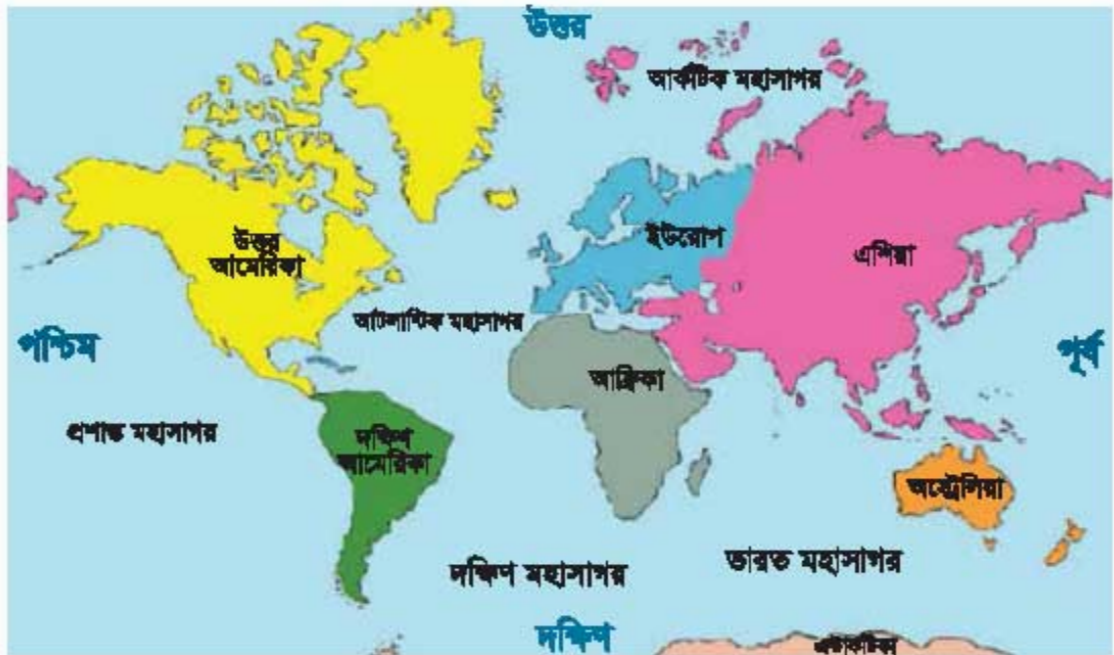 উত্তর
আর্কটিক মহাসাগর
উত্তর
আমেরিকা
ইউরোপ
এশিয়া
আটলান্টিক মহাসাগর
পশ্চিম
পূর্ব
আফ্রিকা
প্রশান্ত মহাসাগর
দক্ষিণ
আমেরিকা
অস্ট্রেলিয়া
দক্ষিণ মহাসাগর
ভারত মহাসাগর
দক্ষিণ